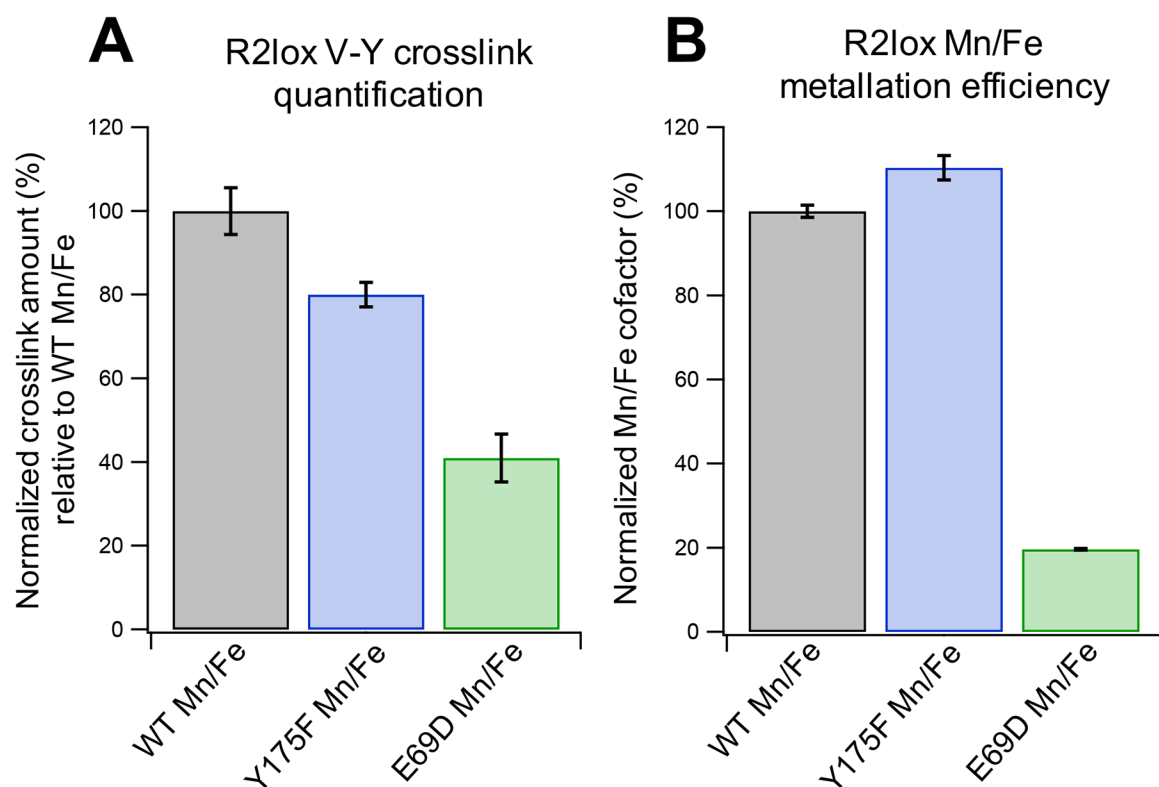 A
R2lox V-Y crosslink
quantification
Normalized crosslink amount (%)
relative to WT Mn/Fe
120
100
80
60
40
20
0
WT Mn/Fe
Y175F Mn/Fe
E69D Mn/Fe
B
R2lox Mn/Fe
metallation efficiency
Normalized Mn/Fe cofactor (%)
120
100
80
60
40
20
0
WT Mn/Fe
Y175F Mn/Fe
E69D Mn/Fe